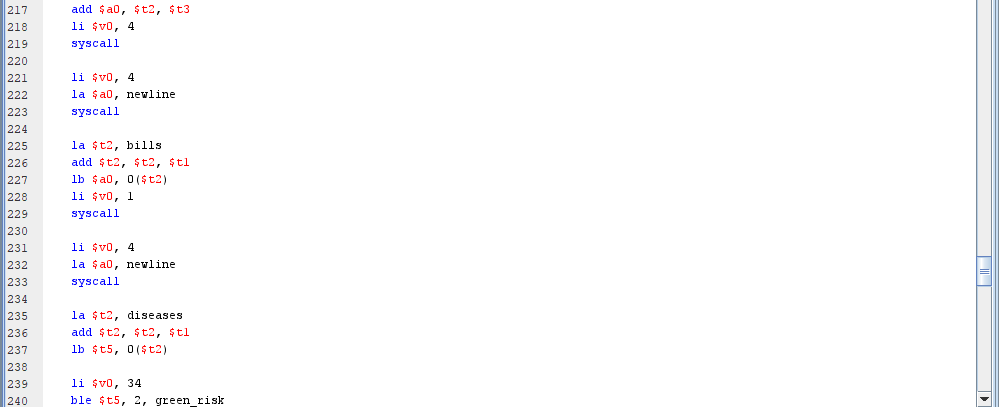 217 add $a0, $t2, $t3
218 li $v0, 4
219 syscall
220
221 li $v0, 4
222 la $a0, newline
223 syscall
224
225 la $t2, bills
226 add $t2, $t2, $t1
227 lb $a0, 0($t2)
228 li $v0, 1
229 syscall
230
231 li $v0, 4
232 la $a0, newline
233 syscall
234
235 la $t2, diseases
236 add $t2, $t2, $t1
237 lb $t5, 0($t2)
238
239 li $v0, 34
240 ble $t5, 2, green_risk